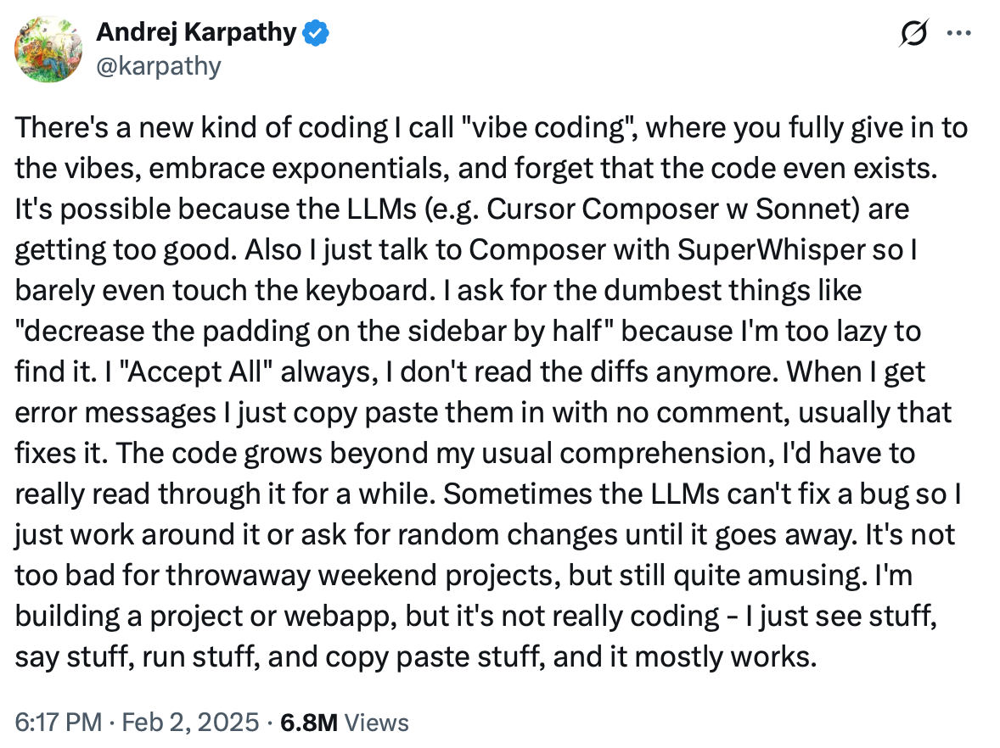 Andrej Karpathy
@karpathy
There's a new kind of coding I call "vibe coding", where you fully give in to
the vibes, embrace exponentials, and forget that the code even exists.
It's possible because the LLMs (e.g. Cursor Composer w Sonnet) are
getting too good. Also I just talk to Composer with SuperWhisper so I
barely even touch the keyboard. I ask for the dumbest things like
"decrease the padding on the sidebar by half" because I'm too lazy to
find it. I "Accept All" always, I don't read the diffs anymore. When I get
error messages I just copy paste them in with no comment, usually that
fixes it. The code grows beyond my usual comprehension, I'd have to
really read through it for a while. Sometimes the LLMs can't fix a bug so I
just work around it or ask for random changes until it goes away. It's not
too bad for throwaway weekend projects, but still quite amusing. I'm
building a project or webapp, but it's not really coding - I just see stuff,
say stuff, run stuff, and copy paste stuff, and it mostly works.
6:17 PM · Feb 2, 2025 · 6.8M Views